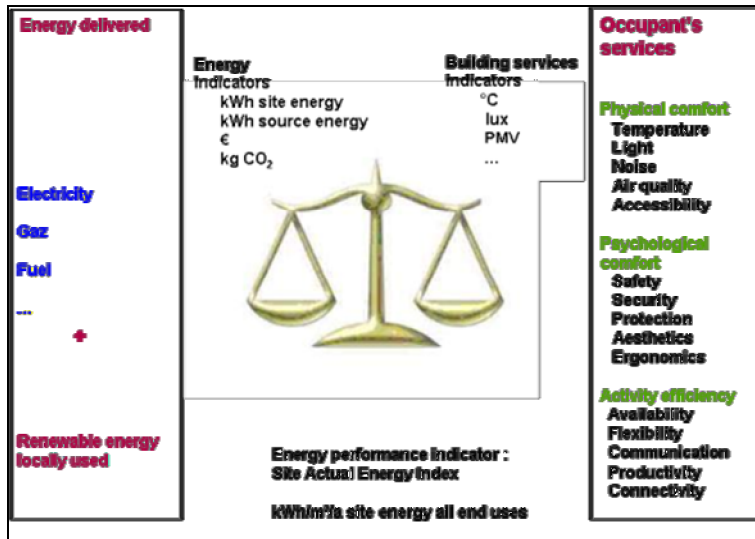 Energy delivered
Electricity
Gaz
Fuel
...
+
Renewable energy
locally used
Energy
Indicators
kWh site energy
kWh source energy
€
kg CO₂
Building services
Indicators
°C
lux
PMV
...
Energy performance Indicator :
Site Actual Energy Index
kWh/m²/a site energy all end uses
Occupant's
services
Physical comfort
Temperature
Light
Noise
Air quality
Accessibility
Psychological
comfort
Safety
Security
Protection
Aesthetics
Ergonomics
Activity efficiency
Availability
Flexibility
Communication
Productivity
Connectivity